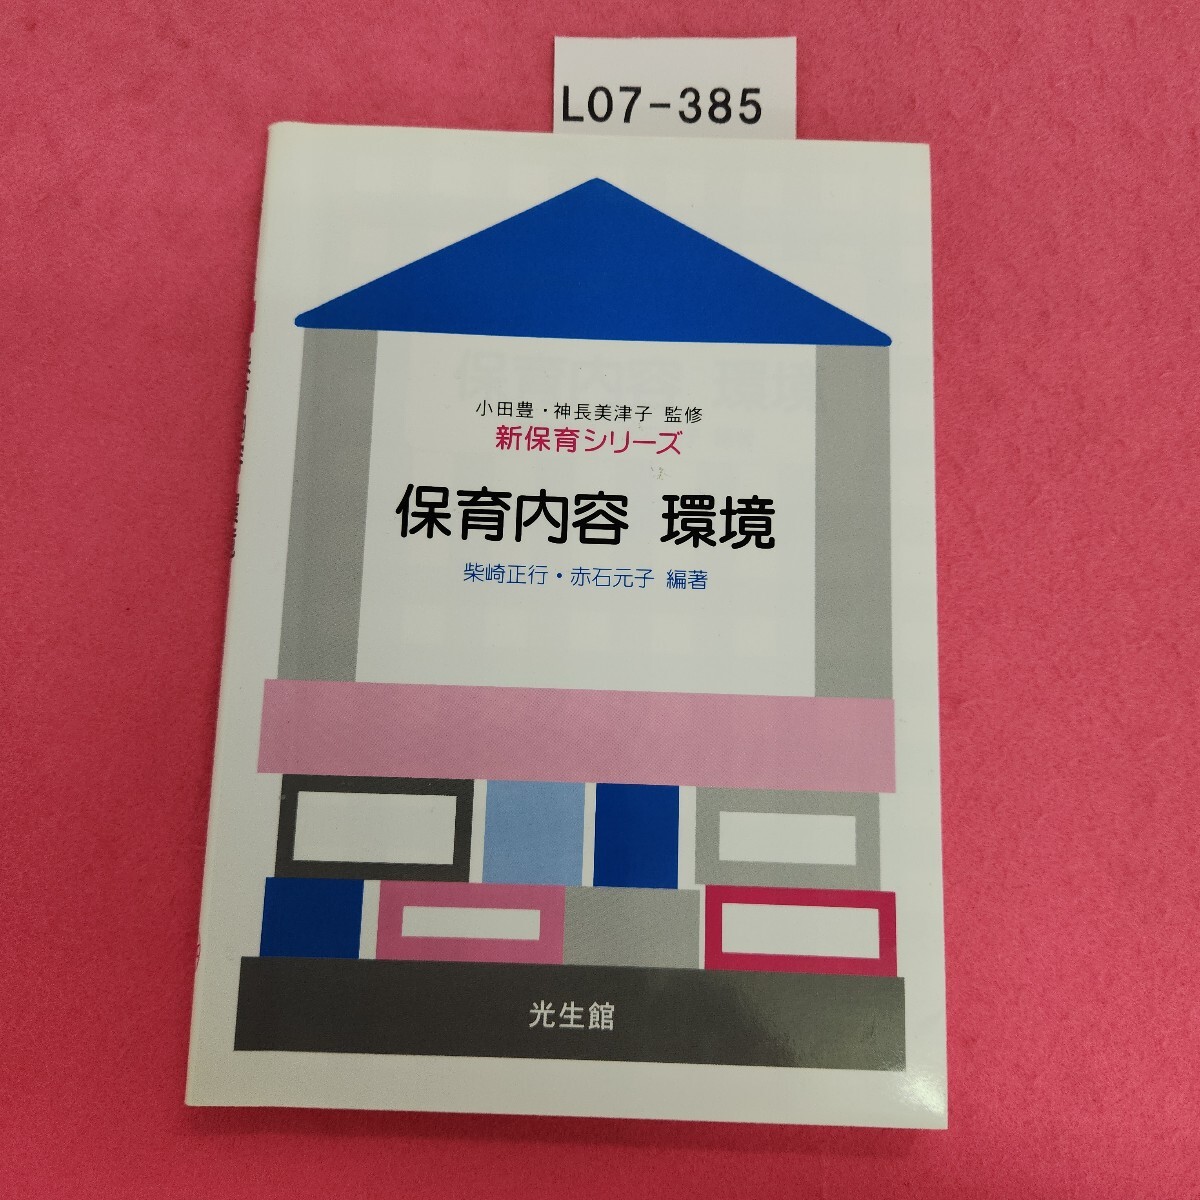 L07-385
小田豊・神長美津子 監修
新保育シリーズ
保育内容 環境
柴崎正行・赤石元子 編著
光生館